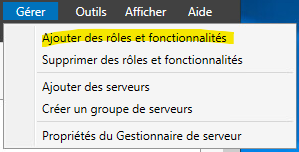 Gérer Outils Afficher Aide
Ajouter des rôles et fonctionnalités
Supprimer des rôles et fonctionnalités
Ajouter des serveurs
Créer un groupe de serveurs
Propriétés du Gestionnaire de serveur